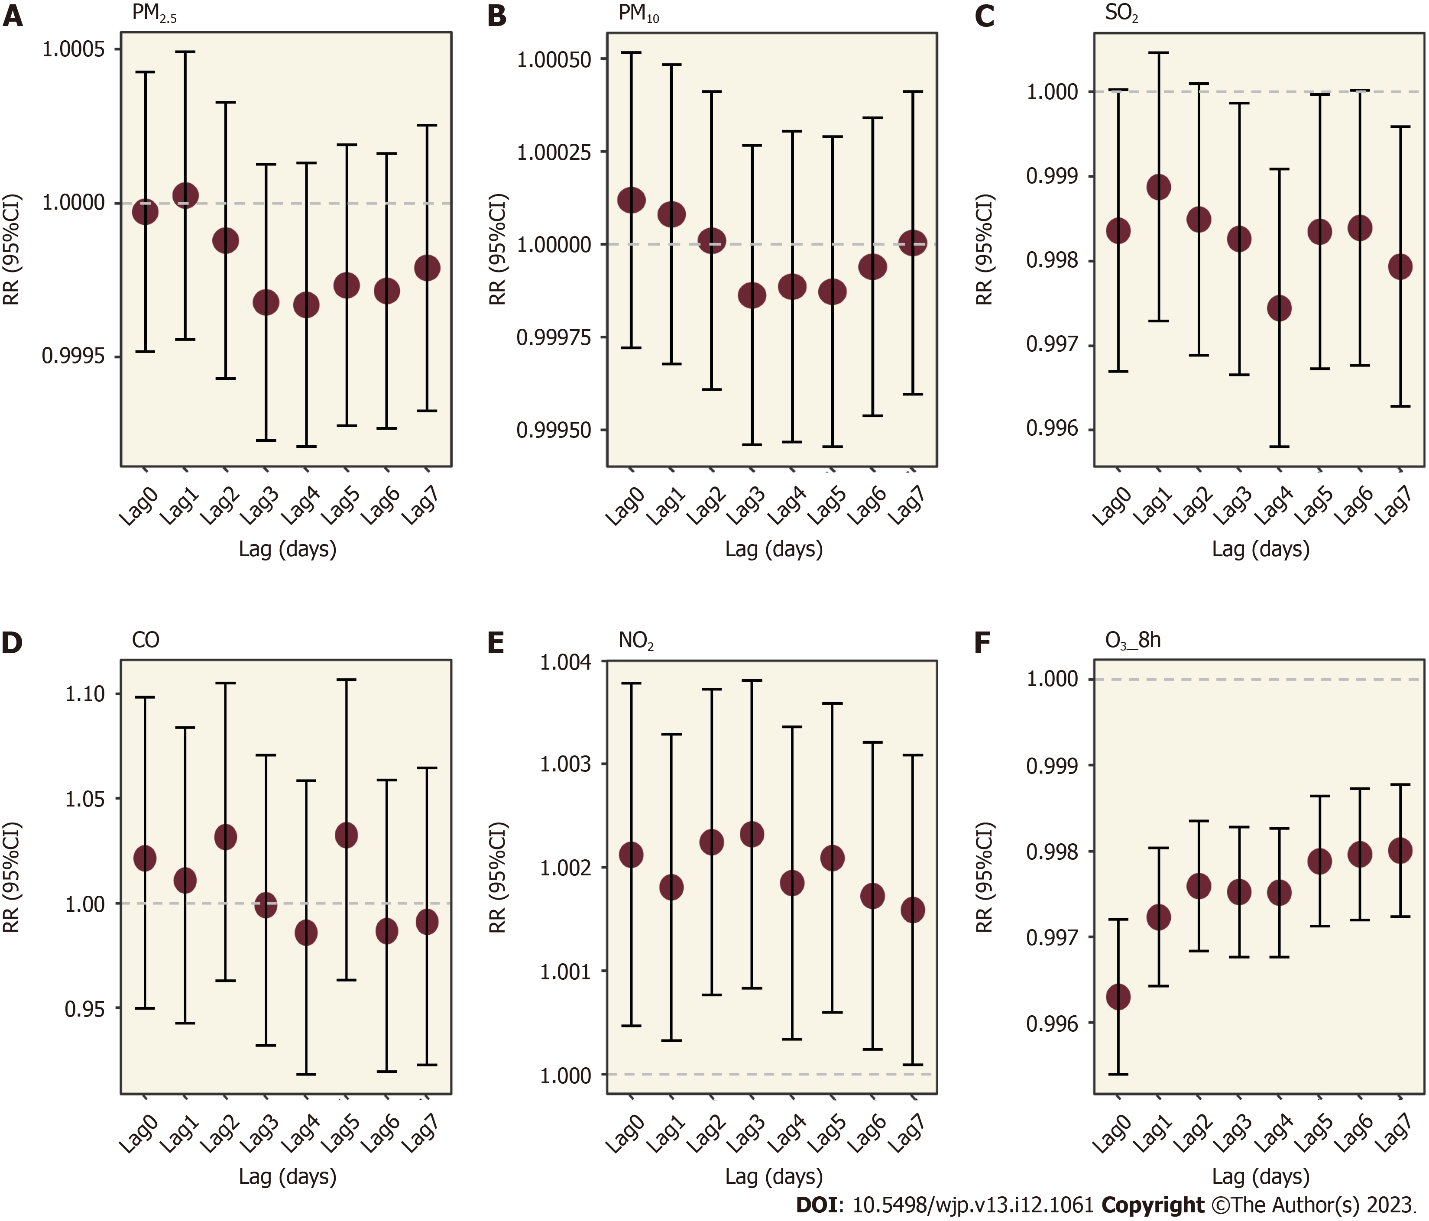 A PM2.5
1.0005
1.0000
0.9995
RR (95%CI)
Lag0 Lag1 Lag2 Lag3 Lag4 Lag5 Lag6 Lag7
Lag (days)
B PM10
1.00050
1.00025
1.00000
0.99975
0.99950
RR (95%CI)
Lag0 Lag1 Lag2 Lag3 Lag4 Lag5 Lag6 Lag7
Lag (days)
C SO2
1.000
0.999
0.998
0.997
0.996
RR (95%CI)
Lag0 Lag1 Lag2 Lag3 Lag4 Lag5 Lag6 Lag7
Lag (days)
D CO
1.10
1.05
1.00
0.95
RR (95%CI)
Lag0 Lag1 Lag2 Lag3 Lag4 Lag5 Lag6 Lag7
Lag (days)
E NO2
1.004
1.003
1.002
1.001
1.000
RR (95%CI)
Lag0 Lag1 Lag2 Lag3 Lag4 Lag5 Lag6 Lag7
Lag (days)
F O3_8h
1.000
0.999
0.998
0.997
0.996
RR (95%CI)
Lag0 Lag1 Lag2 Lag3 Lag4 Lag5 Lag6 Lag7
Lag (days)
DOI: 10.5498/wjp.v13.i12.1061 Copyright ©The Author(s) 2023.